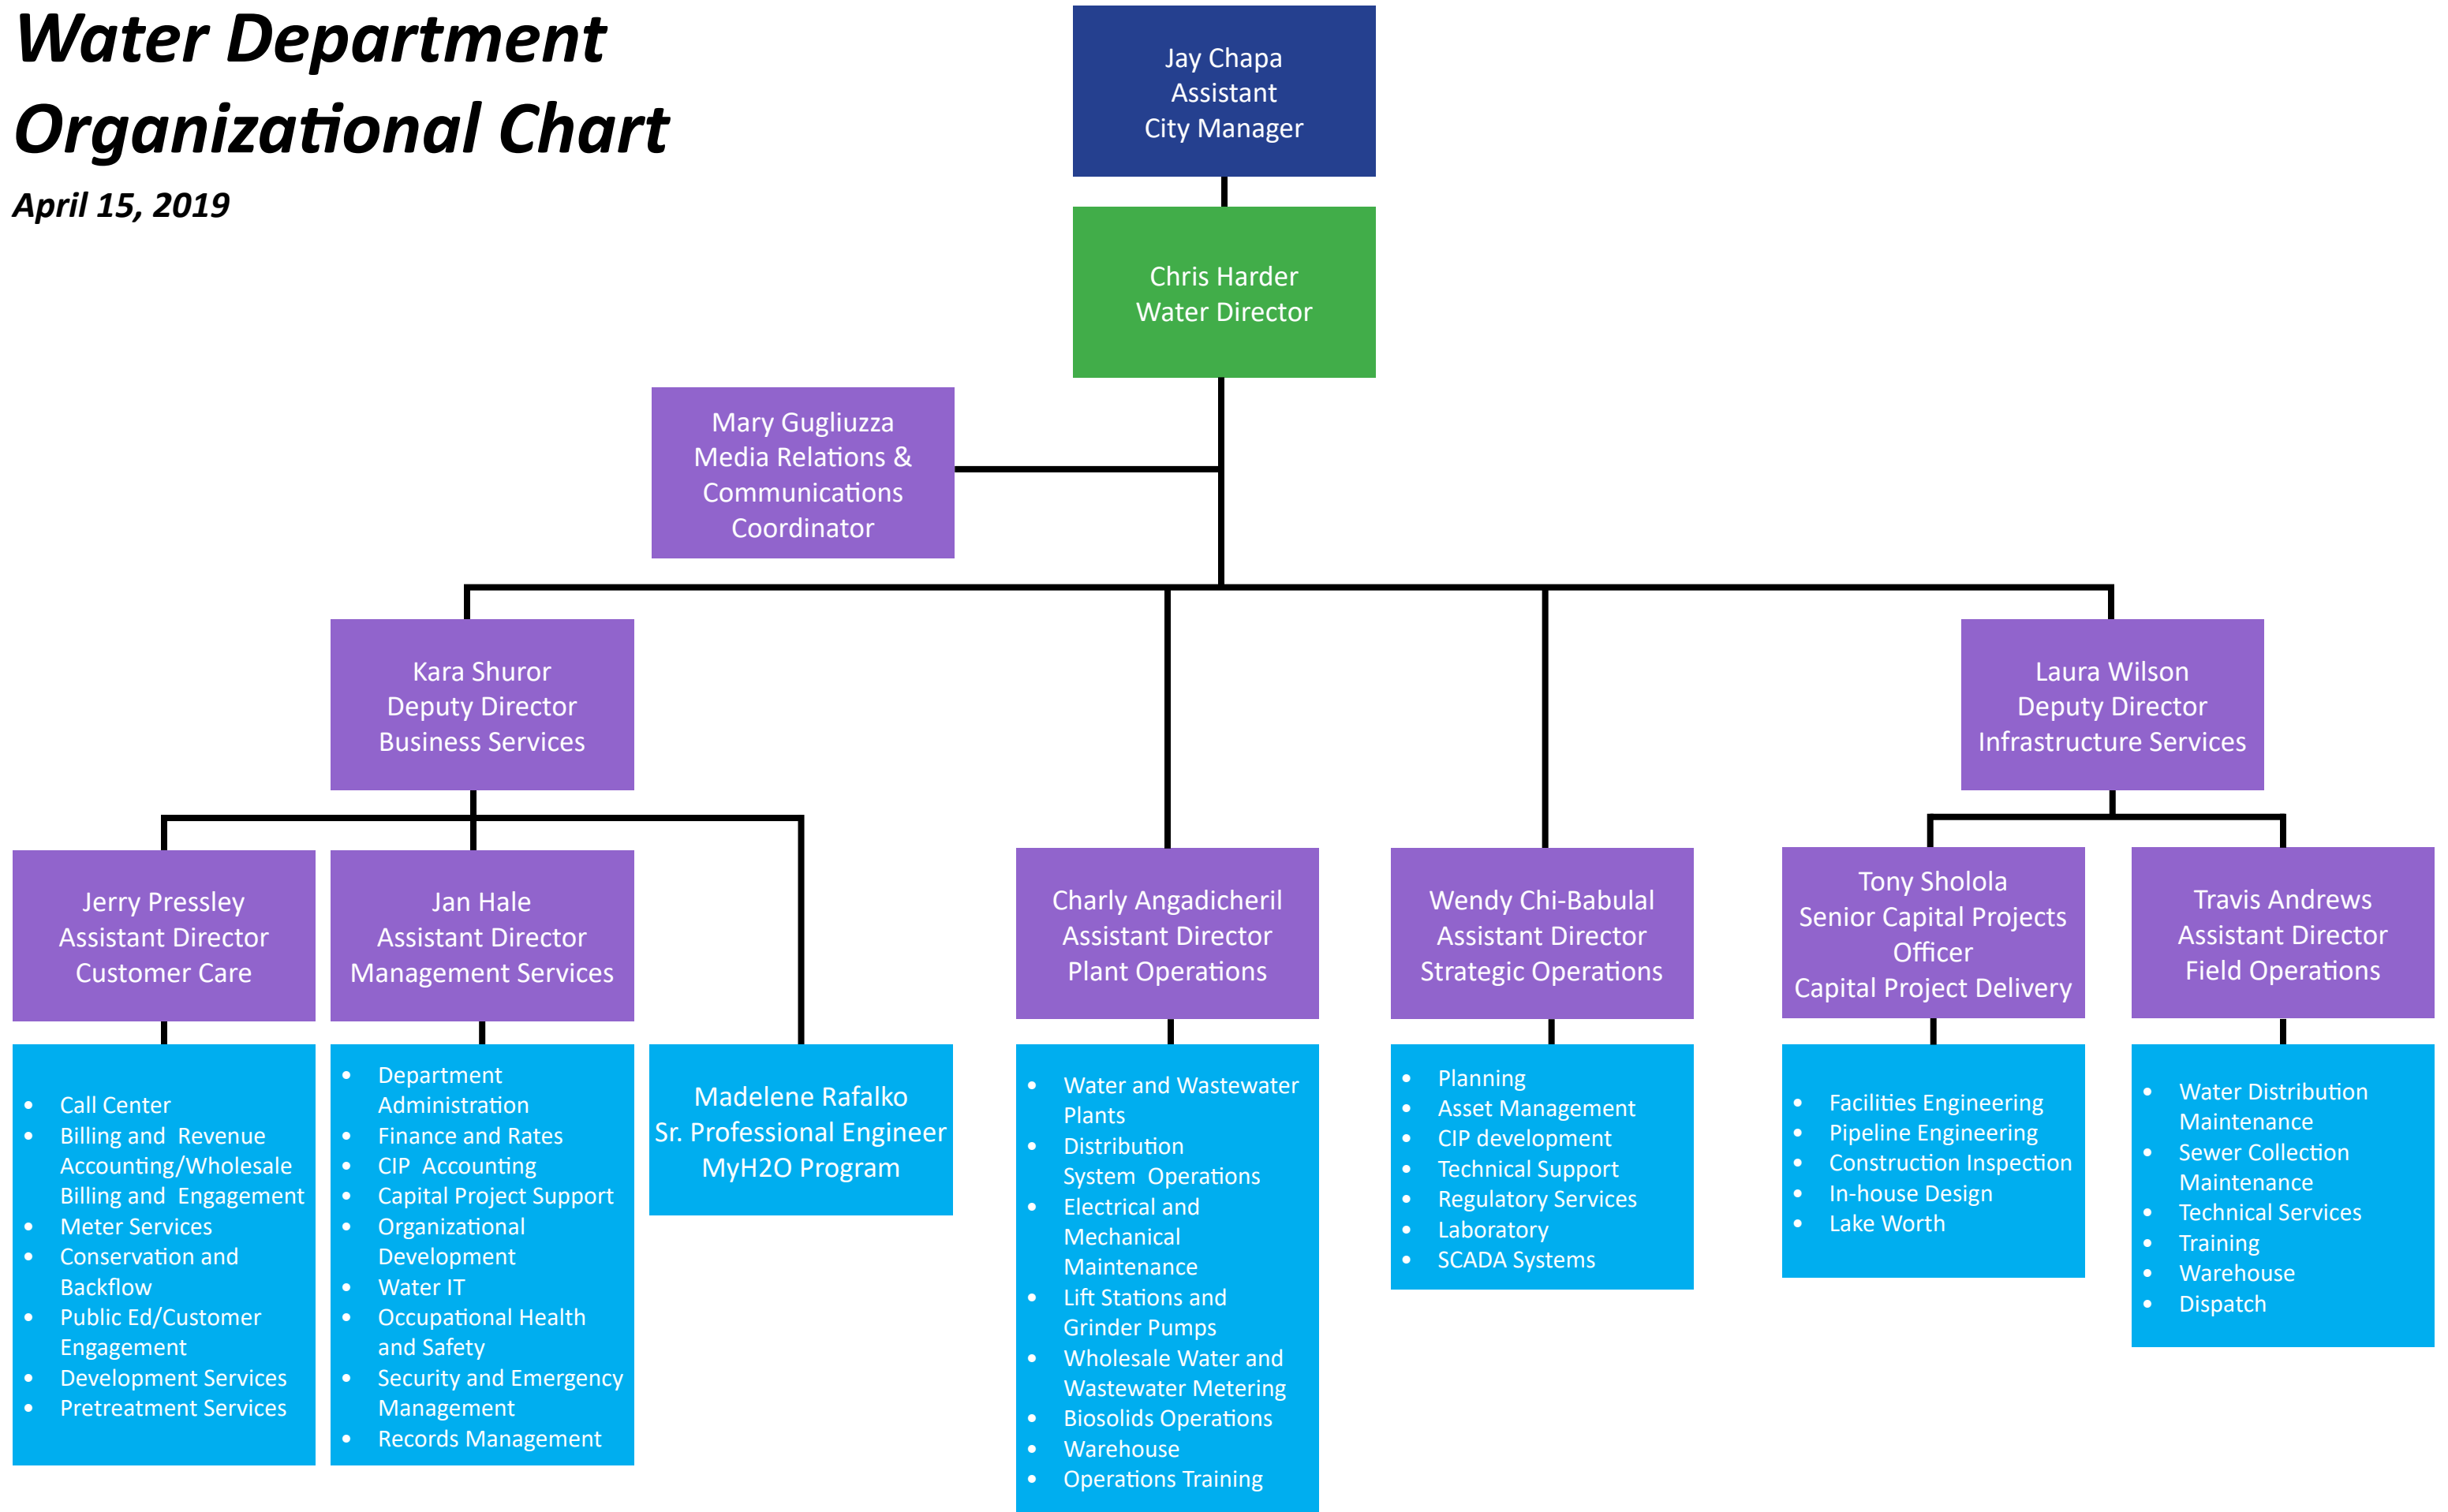 Water Department
Organizational Chart
April 15, 2019
Jay Chapa
Assistant
City Manager
Chris Harder
Water Director
Mary Gugliuzza
Media Relations &
Communications
Coordinator
Kara Shuror
Deputy Director
Business Services
Laura Wilson
Deputy Director
Infrastructure Services
Jerry Pressley
Assistant Director
Customer Care
Jan Hale
Assistant Director
Management Services
Charly Angadicheril
Assistant Director
Plant Operations
Wendy Chi-Babulal
Assistant Director
Strategic Operations
Tony Sholola
Senior Capital Projects
Officer
Capital Project Delivery
Travis Andrews
Assistant Director
Field Operations
• Call Center
• Billing and Revenue
Accounting/Wholesale
Billing and Engagement
• Meter Services
• Conservation and
Backflow
• Public Ed/Customer
Engagement
• Development Services
• Pretreatment Services
• Department
Administration
• Finance and Rates
• CIP Accounting
• Capital Project Support
• Organizational
Development
• Water IT
• Occupational Health
and Safety
• Security and Emergency
Management
• Records Management
Madelene Rafalko
Sr. Professional Engineer
MyH2O Program
• Water and Wastewater
Plants
• Distribution
System Operations
• Electrical and
Mechanical
Maintenance
• Lift Stations and
Grinder Pumps
• Wholesale Water and
Wastewater Metering
• Biosolids Operations
• Warehouse
• Operations Training
• Planning
• Asset Management
• CIP development
• Technical Support
• Regulatory Services
• Laboratory
• SCADA Systems
• Facilities Engineering
• Pipeline Engineering
• Construction Inspection
• In-house Design
• Lake Worth
• Water Distribution
Maintenance
• Sewer Collection
Maintenance
• Technical Services
• Training
• Warehouse
• Dispatch